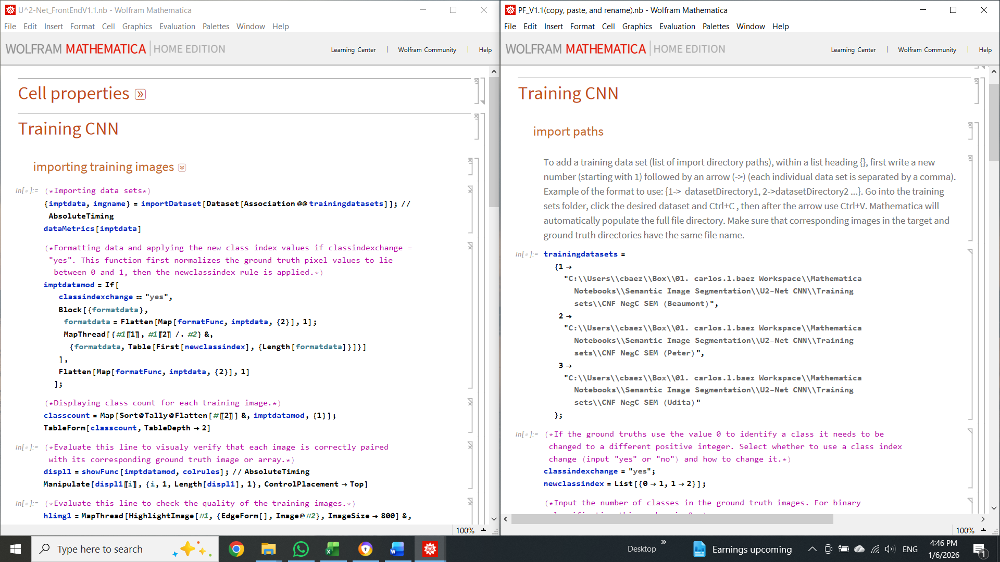 U^2-Net_FrontEndV1.1.nb - Wolfram Mathematica
File Edit Insert Format Cell Graphics Evaluation Palettes Window Help
WOLFRAM MATHEMATICA | HOME EDITION
Learning Center | Wolfram Community | Help
Cell properties
Training CNN
importing training images
In[•]:= (*Importing data sets*)
{imptdata, imgname} = importDataset[Dataset[Association @@ trainingdatasets]]; //
AbsoluteTiming
dataMetrics[imptdata]
(*Formatting data and applying the new class index values if classindexchange =
"yes". This function first normalizes the ground truth pixel values to lie
between 0 and 1, then the newclassindex rule is applied.*)
imptdatamod = If[
classindexchange == "yes",
Block[{formatdata},
formatdata = Flatten[Map[formatFunc, imptdata, {2}], 1];
MapThread[{#1〚1〛, #1〚2〛 /. #2} &,
{formatdata, Table[First[newclassindex], {Length[formatdata]}]}]
],
Flatten[Map[formatFunc, imptdata, {2}], 1]
];
(*Displaying class count for each training image.*)
classcount = Map[Sort@Tally@Flatten[#〚2〛] &, imptdatamod, {1}];
TableForm[classcount, TableDepth → 2]
In[•]:= (*Evaluate this line to visualy verify that each image is correctly paired
with its corresponding ground truth image or array.*)
displ1 = showFunc[imptdatamod, colrules]; // AbsoluteTiming
Manipulate[displ1〚i〛, {i, 1, Length[displ1], 1}, ControlPlacement → Top]
In[•]:= (*Evaluate this line to check the quality of the training images.*)
hlimg1 = MapThread[HighlightImage[#1, {EdgeForm[], Image@#2}, ImageSize → 800] &,
100%
PF_V1.1(copy, paste, and rename).nb - Wolfram Mathematica
File Edit Insert Format Cell Graphics Evaluation Palettes Window Help
WOLFRAM MATHEMATICA | HOME EDITION
Learning Center | Wolfram Community | Help
Training CNN
import paths
To add a training data set (list of import directory paths), within a list heading {}, first write a new
number (starting with 1) followed by an arrow (->) (each individual data set is separated by a comma).
Example of the format to use: {1-> datasetDirectory1, 2->datasetDirectory2 ...}. Go into the training
sets folder, click the desired dataset and Ctrl+C , then after the arrow use Ctrl+V. Mathematica will
automatically populate the full file directory. Make sure that corresponding images in the target and
ground truth directories have the same file name.
In[•]:= trainingdatasets =
{1 →
"C:\\Users\\cbaez\\Box\\01. carlos.l.baez Workspace\\Mathematica
Notebooks\\Semantic Image Segmentation\\U2-Net CNN\\Training
sets\\CNF NegC SEM (Beaumont)",
2 →
"C:\\Users\\cbaez\\Box\\01. carlos.l.baez Workspace\\Mathematica
Notebooks\\Semantic Image Segmentation\\U2-Net CNN\\Training
sets\\CNF NegC SEM (Peter)",
3 →
"C:\\Users\\cbaez\\Box\\01. carlos.l.baez Workspace\\Mathematica
Notebooks\\Semantic Image Segmentation\\U2-Net CNN\\Training
sets\\CNF NegC SEM (Udita)"
};
In[•]:= (*If the ground truths use the value 0 to identify a class it needs to be
changed to a different positive integer. Select whether to use a class index
change (input "yes" or "no") and how to change it.*)
classindexchange = "yes";
newclassindex = List[{0 → 1, 1 → 2}];
(*Input the number of classes in the ground truth images. For binary
100%
Type here to search
Desktop
Earnings upcoming
ENG
4:46 PM
1/6/2026
1